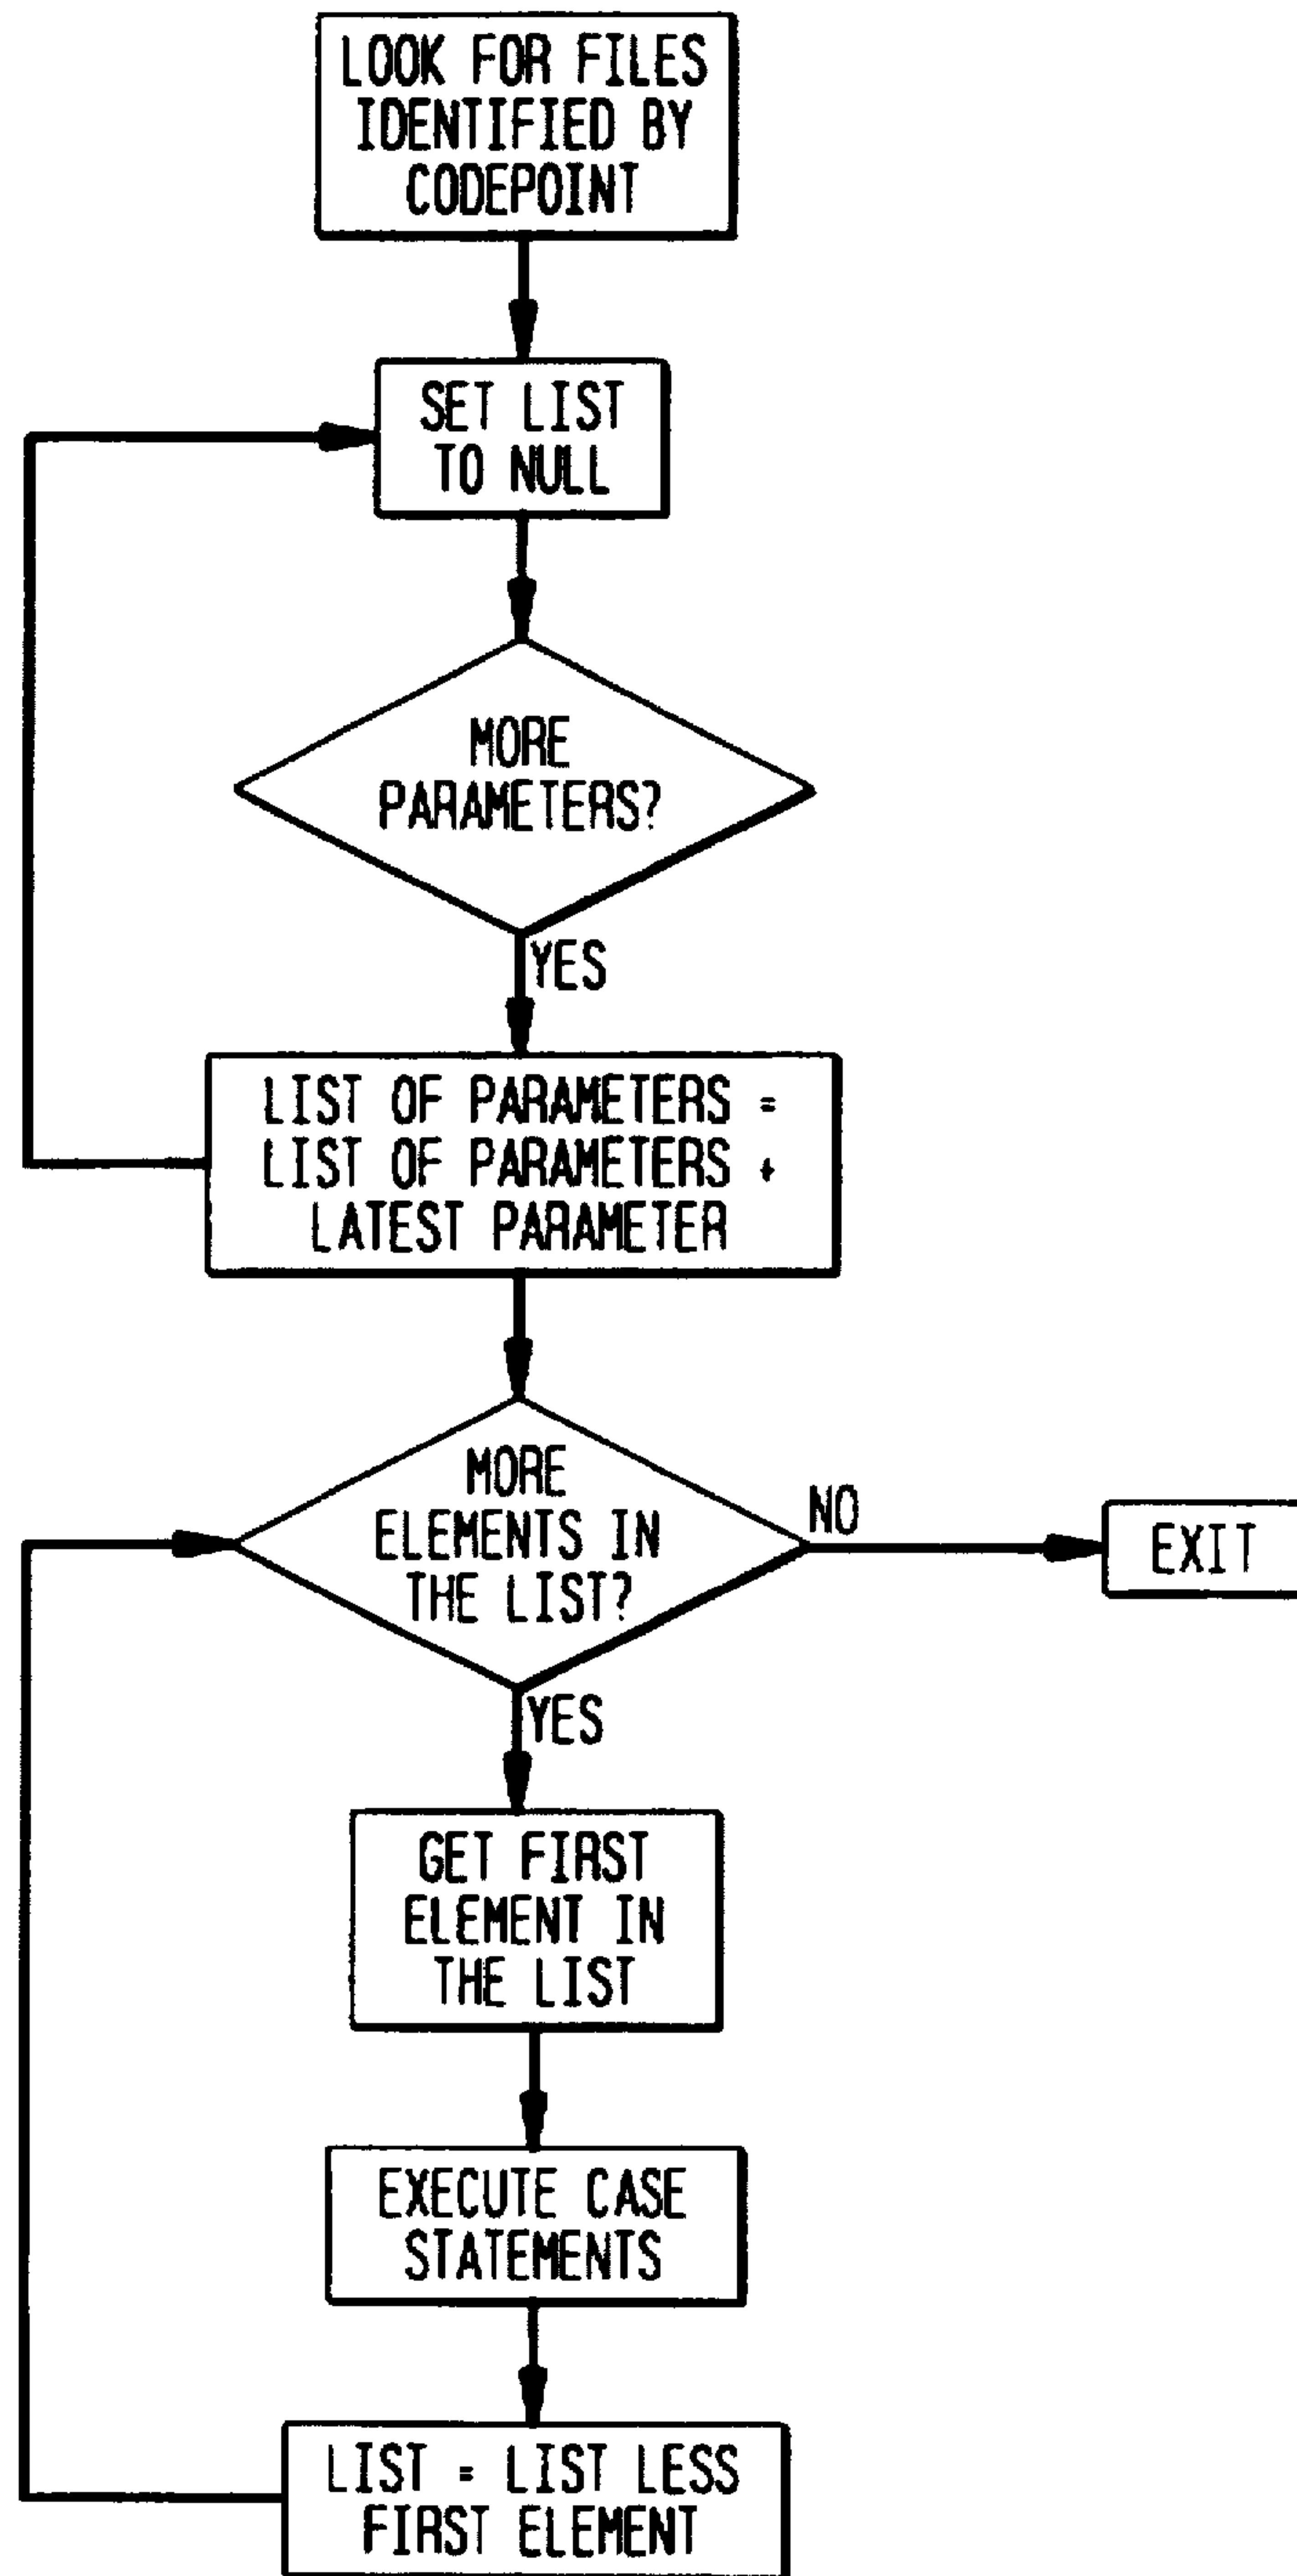 LOOK FOR FILES
IDENTIFIED BY
CODEPOINT
SET LIST
TO NULL
MORE
PARAMETERS?
YES
LIST OF PARAMETERS =
LIST OF PARAMETERS +
LATEST PARAMETER
MORE
ELEMENTS IN
THE LIST?
NO
EXIT
YES
GET FIRST
ELEMENT IN
THE LIST
EXECUTE CASE
STATEMENTS
LIST = LIST LESS
FIRST ELEMENT